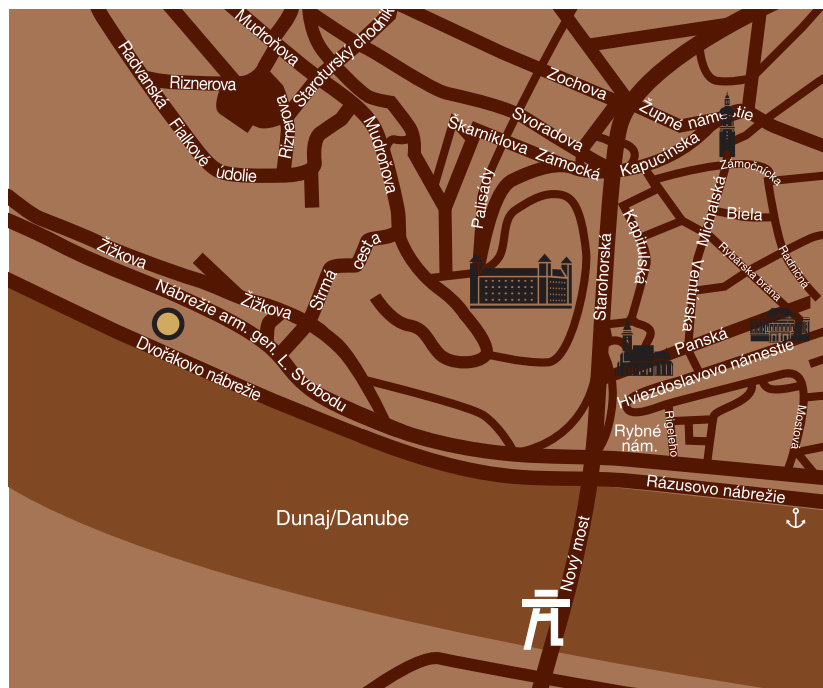 Mudroňova
Staroturský chodník
Radvanská
Riznerova
Zochova
Riznerova
Župné námestie
Svoradova
Škarniklova
Zámocká
Mudroňova
Fialkové
údolie
Kapucínska
Zámočnícka
Palisády
Michalská
Biela
Kapitulská
Žižkova
Strmá
cesta
Starohorská
Rybárska brána
Radničná
Ventúrska
Nábrežie arm. gen. L. Svobodu
Žižkova
Dvořákovo nábrežie
Panská
Hviezdoslavovo námestie
Rigeleho
Mostová
Rybné
nám.
Rázusovo nábrežie
Dunaj/Danube
Nový most